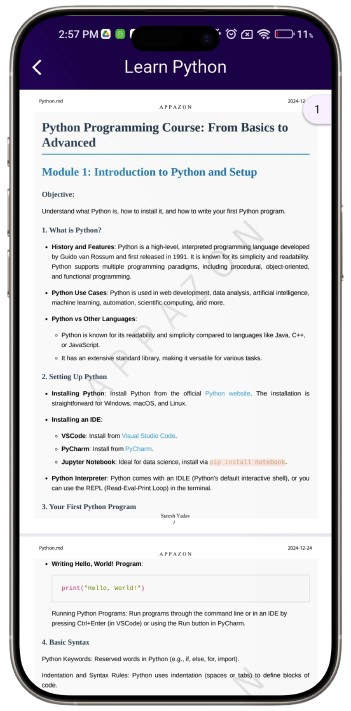 2:57 PM
11%
Learn Python
Python.md
2024-12
APPAZON
1
Python Programming Course: From Basics to
Advanced
Module 1: Introduction to Python and Setup
Objective:
Understand what Python is, how to install it, and how to write your first Python program.
1. What is Python?
• History and Features: Python is a high-level, interpreted programming language developed
by Guido van Rossum and first released in 1991. It is known for its simplicity and readability.
Python supports multiple programming paradigms, including procedural, object-oriented,
and functional programming.
• Python Use Cases: Python is used in web development, data analysis, artificial intelligence,
machine learning, automation, scientific computing, and more.
• Python vs Other Languages:
◦ Python is known for its readability and simplicity compared to languages like Java, C++,
or JavaScript.
◦ It has an extensive standard library, making it versatile for various tasks.
2. Setting Up Python
• Installing Python: Install Python from the official Python website. The installation is
straightforward for Windows, macOS, and Linux.
• Installing an IDE:
◦ VSCode: Install from Visual Studio Code.
◦ PyCharm: Install from PyCharm.
◦ Jupyter Notebook: Ideal for data science, install via pip install notebook.
• Python Interpreter: Python comes with an IDLE (Python's default interactive shell), or you
can use the REPL (Read-Eval-Print Loop) in the terminal.
3. Your First Python Program
Suresh Yadav
/
APPAZON
Python.md
2024-12-24
APPAZON
• Writing Hello, World! Program:
print("Hello, World!")
Running Python Programs: Run programs through the command line or in an IDE by
pressing Ctrl+Enter (in VSCode) or using the Run button in PyCharm.
4. Basic Syntax
Python Keywords: Reserved words in Python (e.g., if, else, for, import).
Indentation and Syntax Rules: Python uses indentation (spaces or tabs) to define blocks of
code.
N